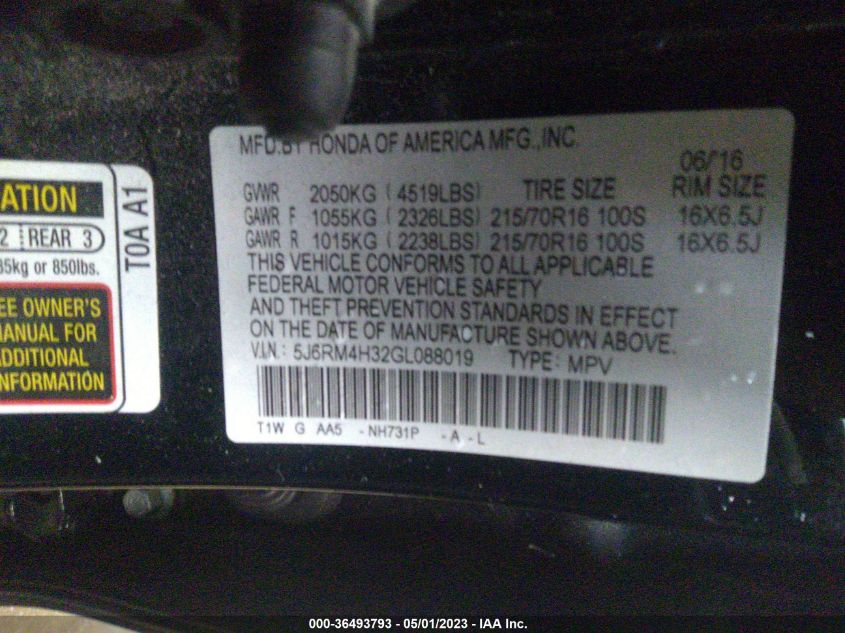 ATION
2 REAR 3
35kg or 850lbs.
EE OWNER'S
MANUAL FOR
ADDITIONAL
INFORMATION
T0A A1
MFD.BY HONDA OF AMERICA MFG.,INC.
06/'16
GVWR 2050KG (4519LBS) TIRE SIZE RIM SIZE
GAWR F 1055KG (2326LBS) 215/70R16 100S 16X6.5J
GAWR R 1015KG (2238LBS) 215/70R16 100S 16X6.5J
THIS VEHICLE CONFORMS TO ALL APPLICABLE
FEDERAL MOTOR VEHICLE SAFETY
AND THEFT PREVENTION STANDARDS IN EFFECT
ON THE DATE OF MANUFACTURE SHOWN ABOVE.
V.I.N.: 5J6RM4H32GL088019 TYPE: MPV
T1W G AA5 -NH731P -A-L
000-36493793 - 05/01/2023 - IAA Inc.